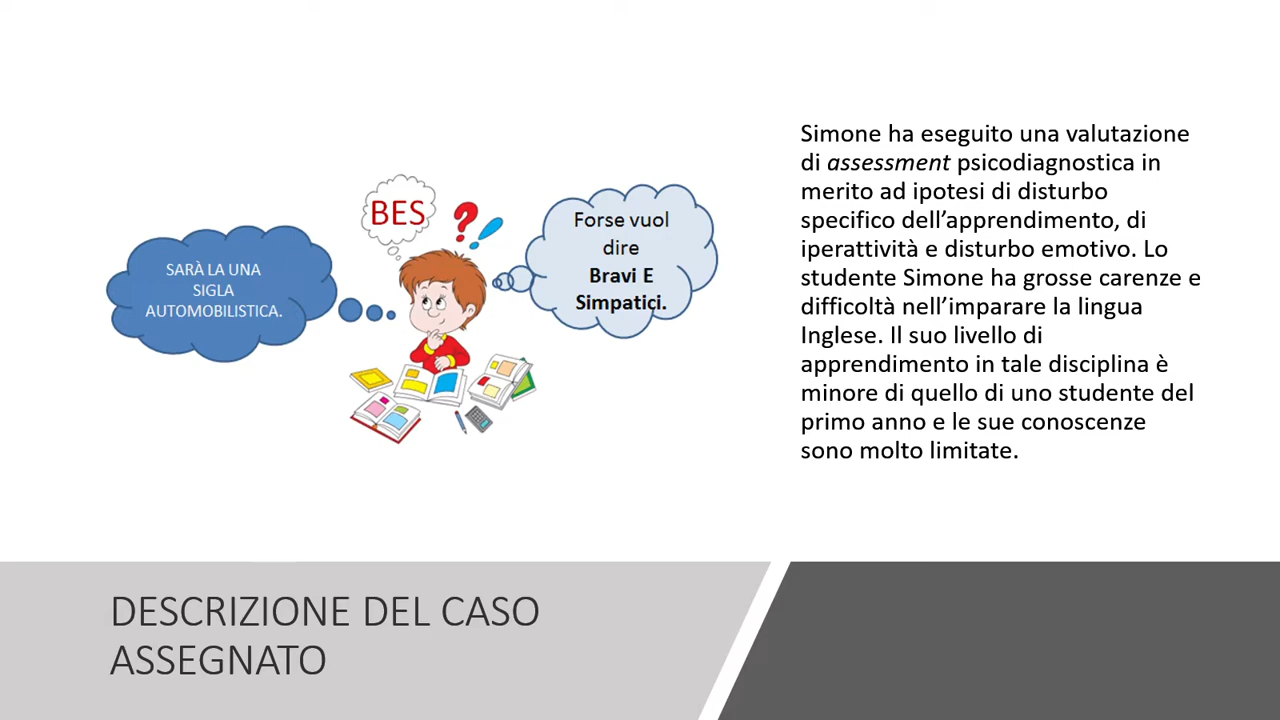 BES
SARÀ LA UNA
SIGLA
AUTOMOBILISTICA.
Forse vuol
dire
Bravi E
Simpatici.
Simone ha eseguito una valutazione
di assessment psicodiagnostica in
merito ad ipotesi di disturbo
specifico dell’apprendimento, di
iperattività e disturbo emotivo. Lo
studente Simone ha grosse carenze e
difficoltà nell’imparare la lingua
Inglese. Il suo livello di
apprendimento in tale disciplina è
minore di quello di uno studente del
primo anno e le sue conoscenze
sono molto limitate.
DESCRIZIONE DEL CASO
ASSEGNATO